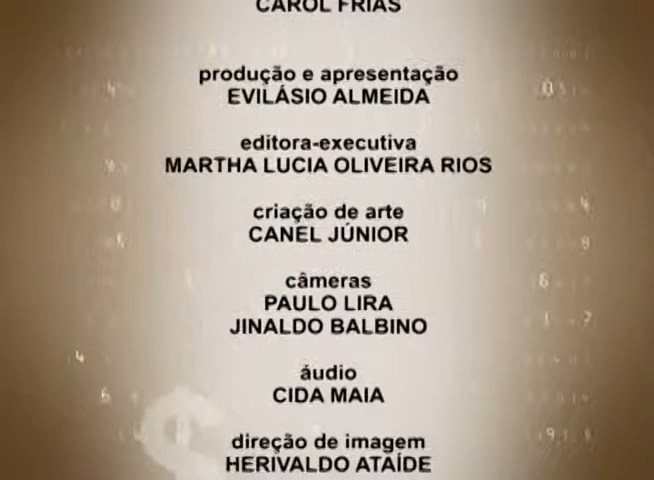 CAROL FRIAS
produção e apresentação
EVILÁSIO ALMEIDA
editora-executiva
MARTHA LUCIA OLIVEIRA RIOS
criação de arte
CANEL JÚNIOR
câmeras
PAULO LIRA
JINALDO BALBINO
áudio
CIDA MAIA
direção de imagem
HERIVALDO ATAÍDE